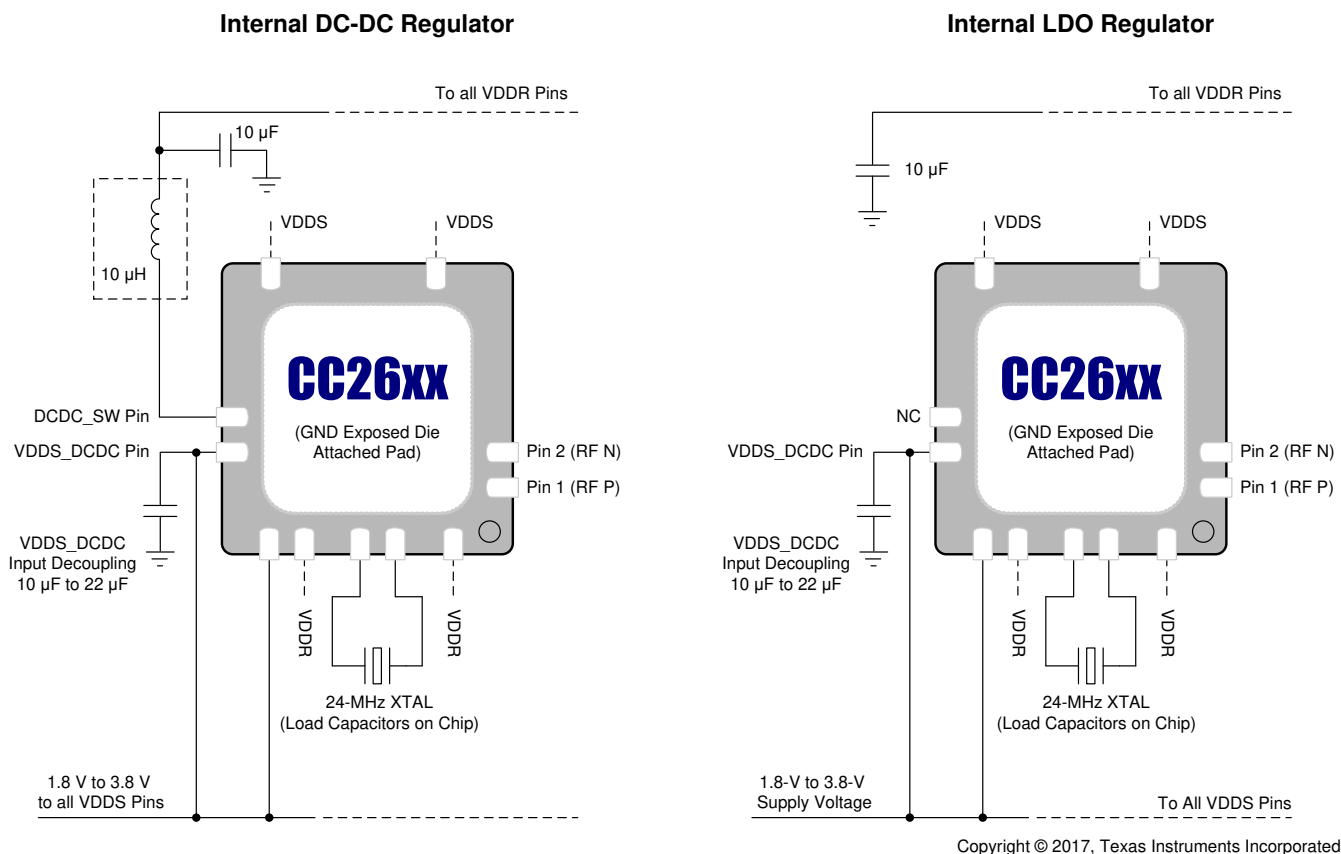 Internal DC-DC Regulator
To all VDDR Pins
10 µF
10 µH
VDDS
VDDS
CC26xx
(GND Exposed Die
Attached Pad)
DCDC_SW Pin
VDDS_DCDC Pin
Pin 2 (RF N)
Pin 1 (RF P)
VDDS_DCDC
Input Decoupling
10 µF to 22 µF
VDDR
VDDR
24-MHz XTAL
(Load Capacitors on Chip)
1.8 V to 3.8 V
to all VDDS Pins
Internal LDO Regulator
To all VDDR Pins
10 µF
VDDS
VDDS
CC26xx
(GND Exposed Die
Attached Pad)
NC
VDDS_DCDC Pin
Pin 2 (RF N)
Pin 1 (RF P)
VDDS_DCDC
Input Decoupling
10 µF to 22 µF
VDDR
VDDR
24-MHz XTAL
(Load Capacitors on Chip)
1.8-V to 3.8-V
Supply Voltage
To All VDDS Pins
Copyright © 2017, Texas Instruments Incorporated